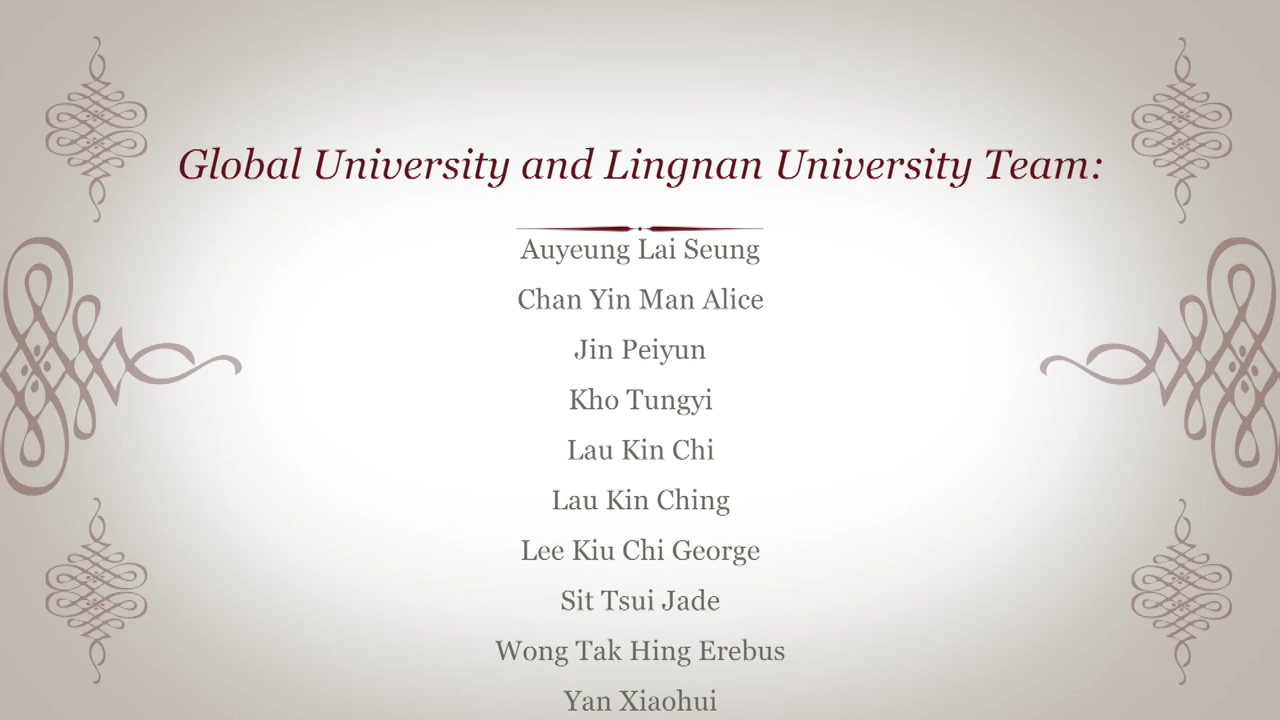 Global University and Lingnan University Team:
Auyeung Lai Seung
Chan Yin Man Alice
Jin Peiyun
Kho Tungyi
Lau Kin Chi
Lau Kin Ching
Lee Kiu Chi George
Sit Tsui Jade
Wong Tak Hing Erebus
Yan Xiaohui